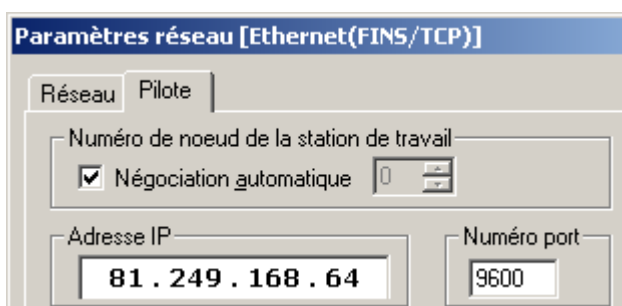 Paramètres réseau [Ethernet(FINS/TCP)]
Réseau Pilote
Numéro de noeud de la station de travail
Négociation automatique 0
Adresse IP Numéro port
81.249.168.64 9600